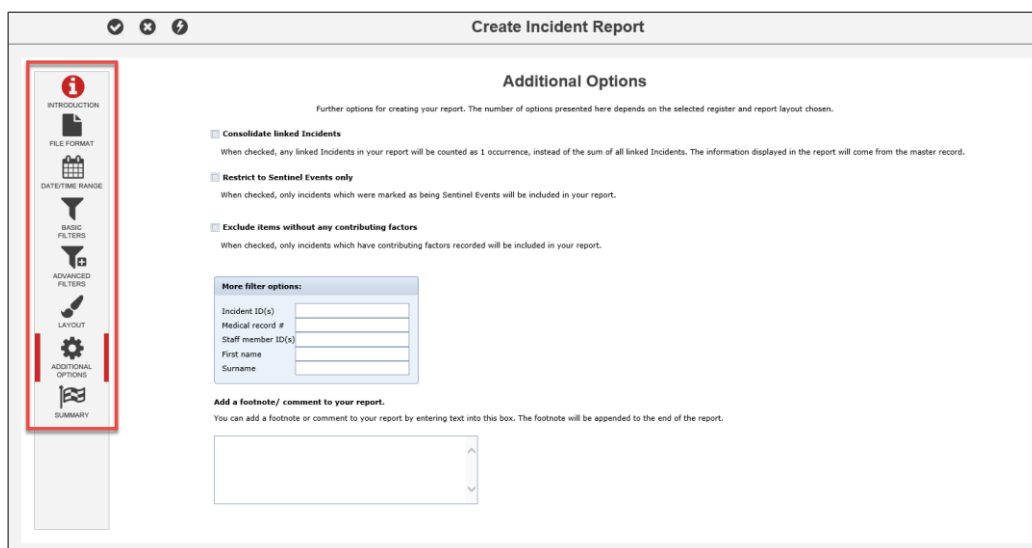 Create Incident Report
INTRODUCTION
FILE FORMAT
DATE/TIME RANGE
BASIC
FILTERS
ADVANCED
FILTERS
LAYOUT
ADDITIONAL
OPTIONS
SUMMARY
Additional Options
Further options for creating your report. The number of options presented here depends on the selected register and report layout chosen.
Consolidate linked Incidents
When checked, any linked Incidents in your report will be counted as 1 occurrence, instead of the sum of all linked Incidents. The information displayed in the report will come from the master record.
Restrict to Sentinel Events only
When checked, only incidents which were marked as being Sentinel Events will be included in your report.
Exclude items without any contributing factors
When checked, only incidents which have contributing factors recorded will be included in your report.
More filter options:
Incident ID(s)
Medical record #
Staff member ID(s)
First name
Surname
Add a footnote/ comment to your report.
You can add a footnote or comment to your report by entering text into this box. The footnote will be appended to the end of the report.